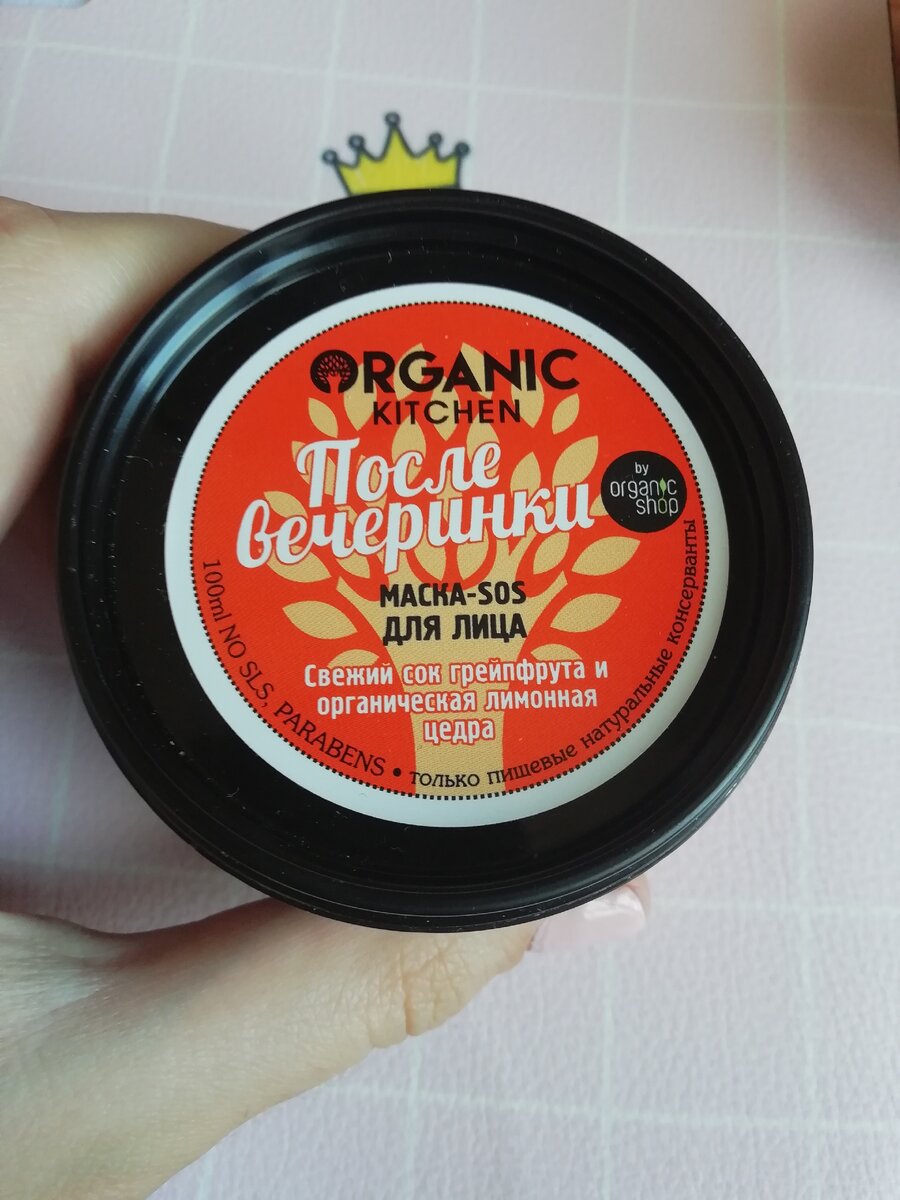 ORGANIC
KITCHEN
После
вечеринки
by
organic
shop
МАСКА-SOS
ДЛЯ ЛИЦА
Свежий сок грейпфрута и
органическая лимонная
цедра
100ml NO SLS, PARABENS • только пищевые натуральные консерванты